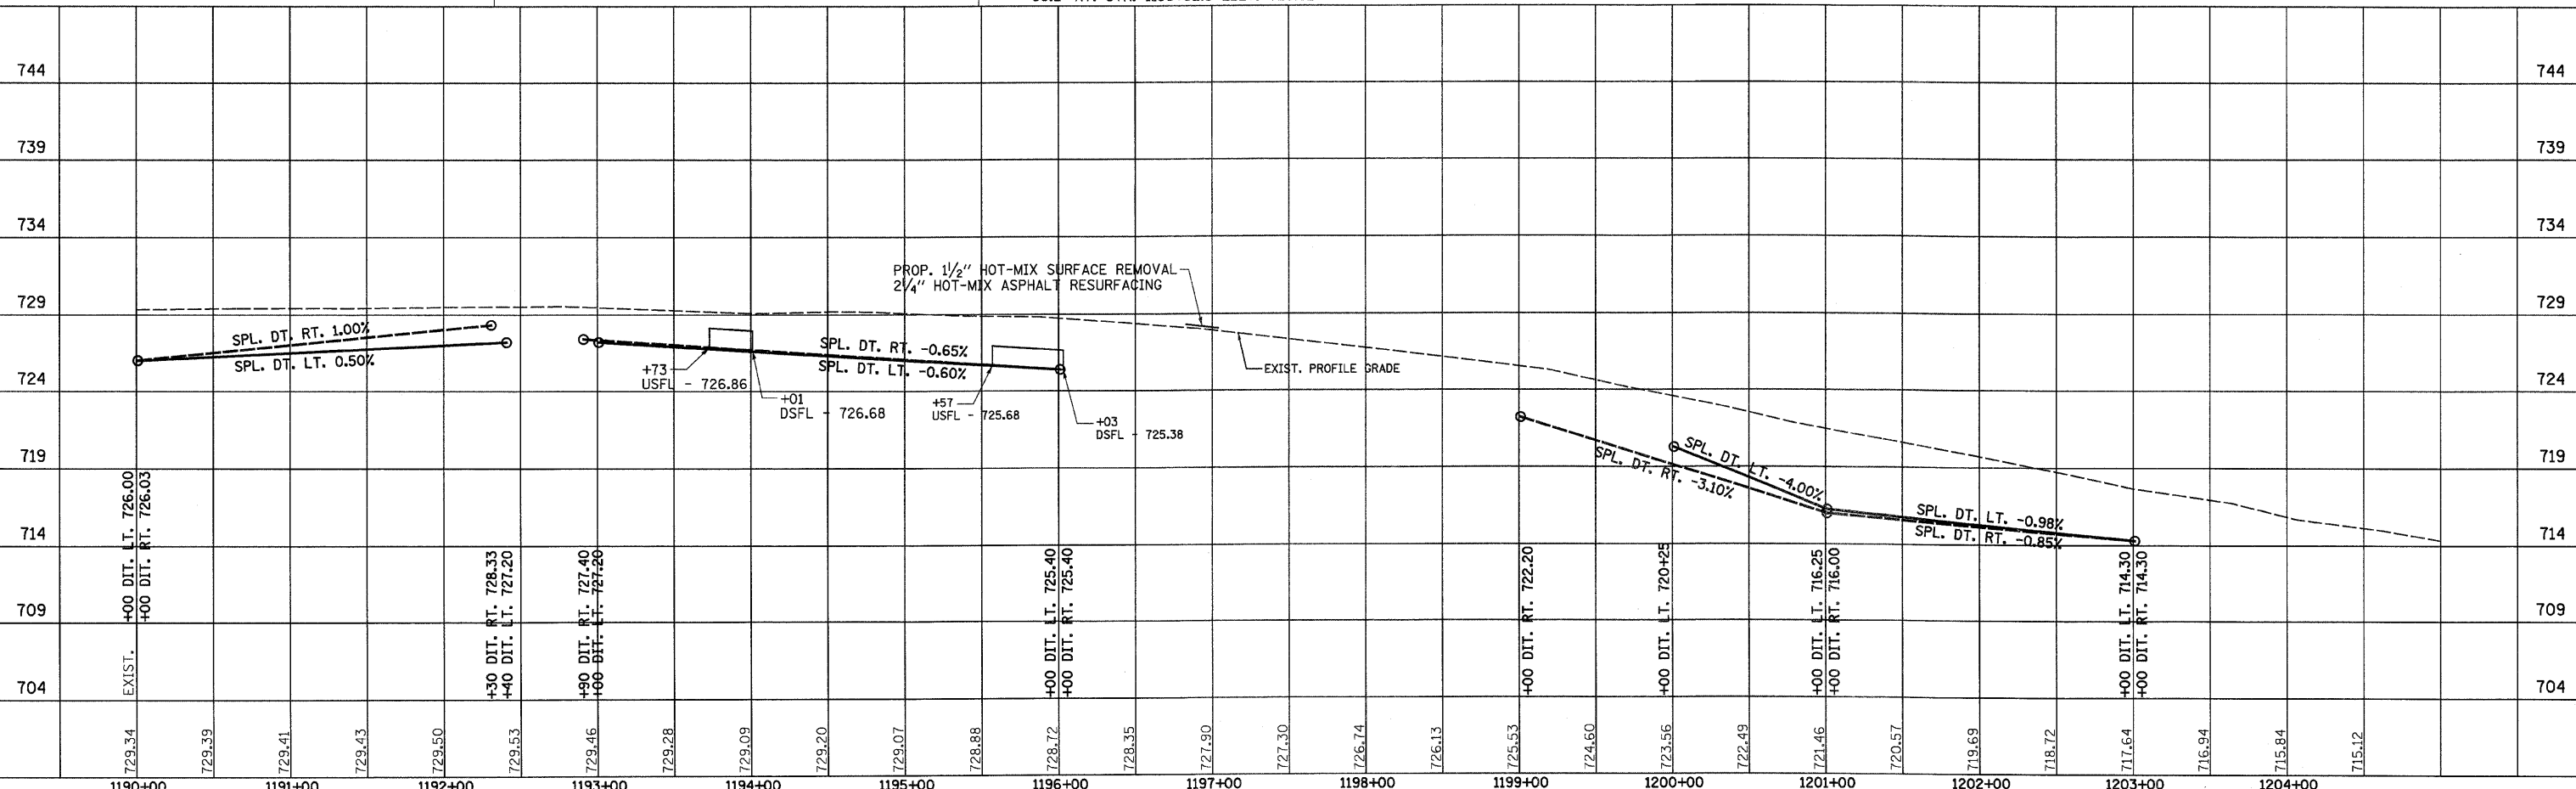 744 744
739 739
734 734
PROP. 1 1/2" HOT-MIX SURFACE REMOVAL
2 1/4" HOT-MIX ASPHALT RESURFACING
729 729
SPL. DT. RT. 1.00%
SPL. DT. LT. 0.50%
SPL. DT. RT. -0.65%
SPL. DT. LT. -0.60%
EXIST. PROFILE GRADE
+73
USFL - 726.86
+01
DSFL - 726.68
+57
USFL - 725.68
+03
DSFL - 725.38
724 724
SPL. DT. LT. -4.00%
SPL. DT. RT. -3.10%
719 719
SPL. DT. LT. -0.98%
SPL. DT. RT. -0.85%
714 714
709 709
704 704
EXIST. +00 DIT. LT. 726.00
+00 DIT. RT. 726.03
+30 DIT. RT. 728.33
+40 DIT. LT. 727.20
+90 DIT. RT. 727.40
+00 DIT. LT. 727.20
+00 DIT. LT. 725.40
+00 DIT. RT. 725.40
+00 DIT. RT. 722.20
+00 DIT. LT. 720+25
+00 DIT. LT. 716.25
+00 DIT. RT. 716.00
+00 DIT. LT. 714.30
+00 DIT. RT. 714.30
729.34 729.39 729.41 729.43 729.50 729.53 729.46 729.28 729.09 729.20 729.07 728.88 728.72 728.35 727.90 727.30 726.74 726.13 725.53 724.60 723.56 722.49 721.46 720.57 719.69 718.72 717.64 716.94 715.84 715.12
1190+00 1191+00 1192+00 1193+00 1194+00 1195+00 1196+00 1197+00 1198+00 1199+00 1200+00 1201+00 1202+00 1203+00 1204+00